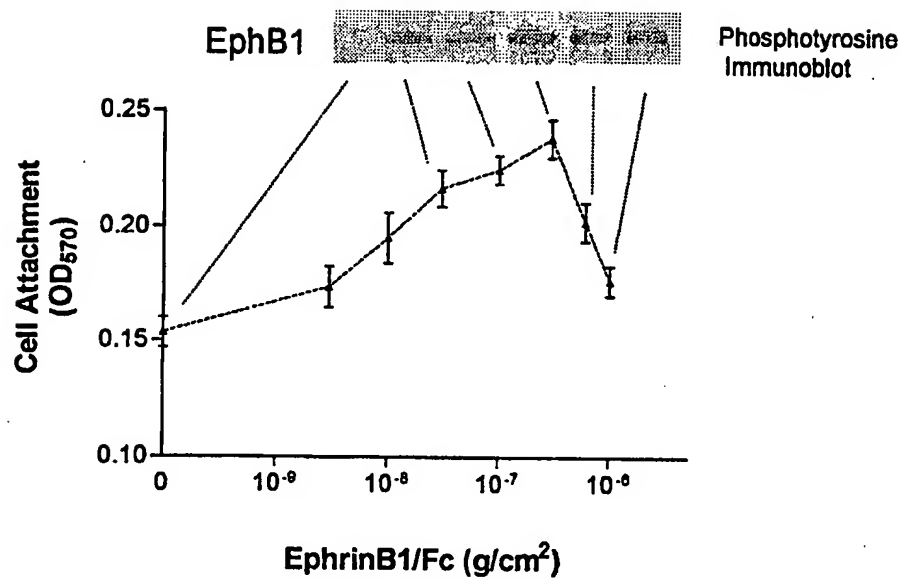 EphB1
Phosphotyrosine
Immunoblot
0.25
0.20
0.15
0.10
Cell Attachment
(OD570)
0
10-9
10-8
10-7
10-6
EphrinB1/Fc (g/cm2)